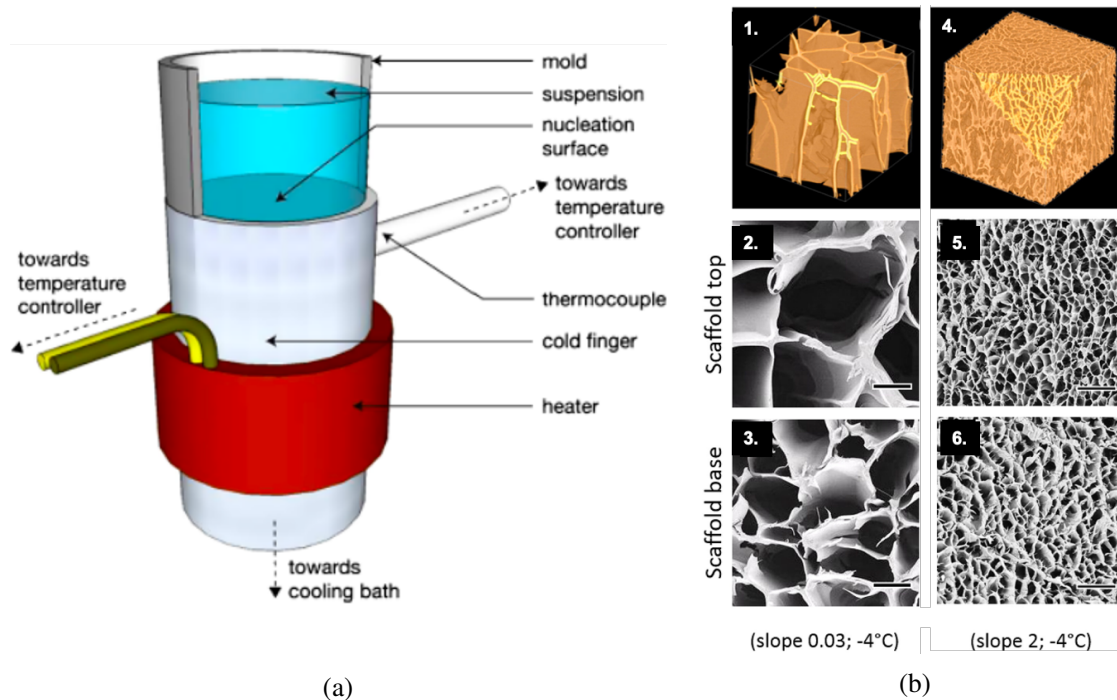 mold
suspension
nucleation
surface
towards
temperature
controller
thermocouple
cold finger
heater
towards
temperature
controller
towards
cooling bath
(a)
1.
4.
Scaffold top
2.
5.
Scaffold base
3.
6.
(slope 0.03; -4°C)
(slope 2; -4°C)
(b)